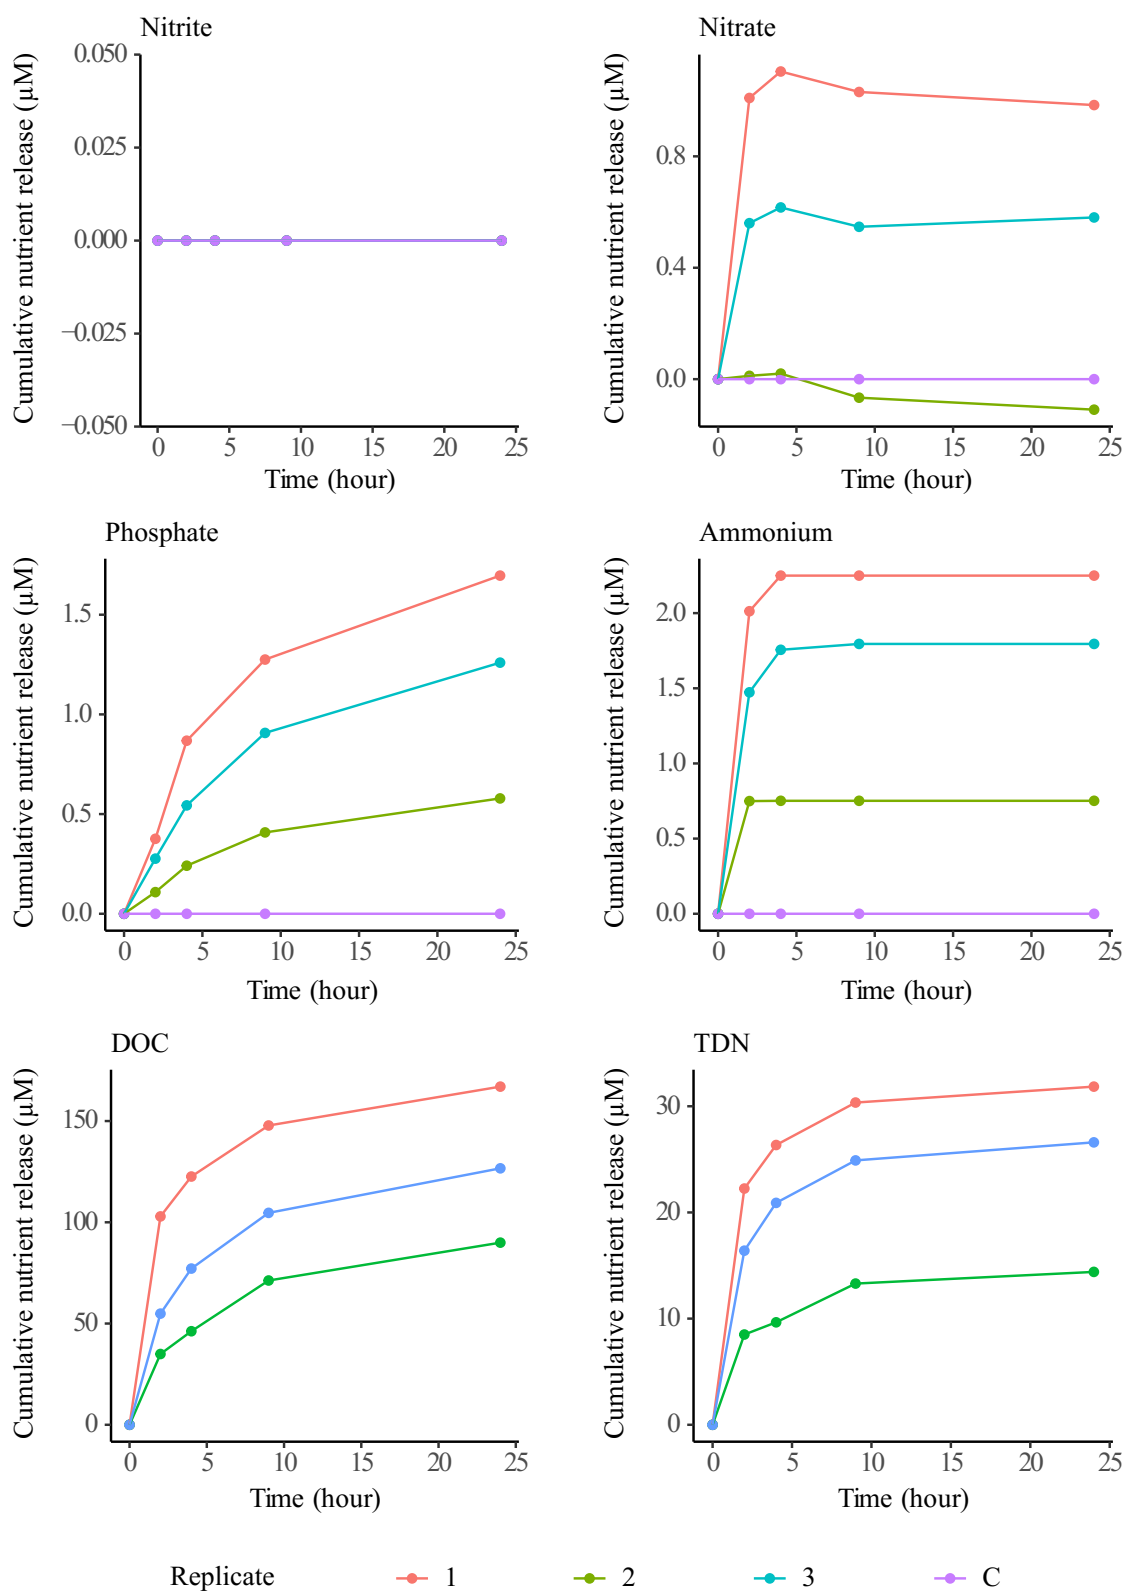 Nitrite
Cumulative nutrient release (µM)
0.050
0.025
0.000
−0.025
−0.050
0 5 10 15 20 25
Time (hour)
Nitrate
Cumulative nutrient release (µM)
0.8
0.4
0.0
0 5 10 15 20 25
Time (hour)
Phosphate
Cumulative nutrient release (µM)
1.5
1.0
0.5
0.0
0 5 10 15 20 25
Time (hour)
Ammonium
Cumulative nutrient release (µM)
2.0
1.5
1.0
0.5
0.0
0 5 10 15 20 25
Time (hour)
DOC
Cumulative nutrient release (µM)
150
100
50
0
0 5 10 15 20 25
Time (hour)
TDN
Cumulative nutrient release (µM)
30
20
10
0
0 5 10 15 20 25
Time (hour)
Replicate 1 2 3 C